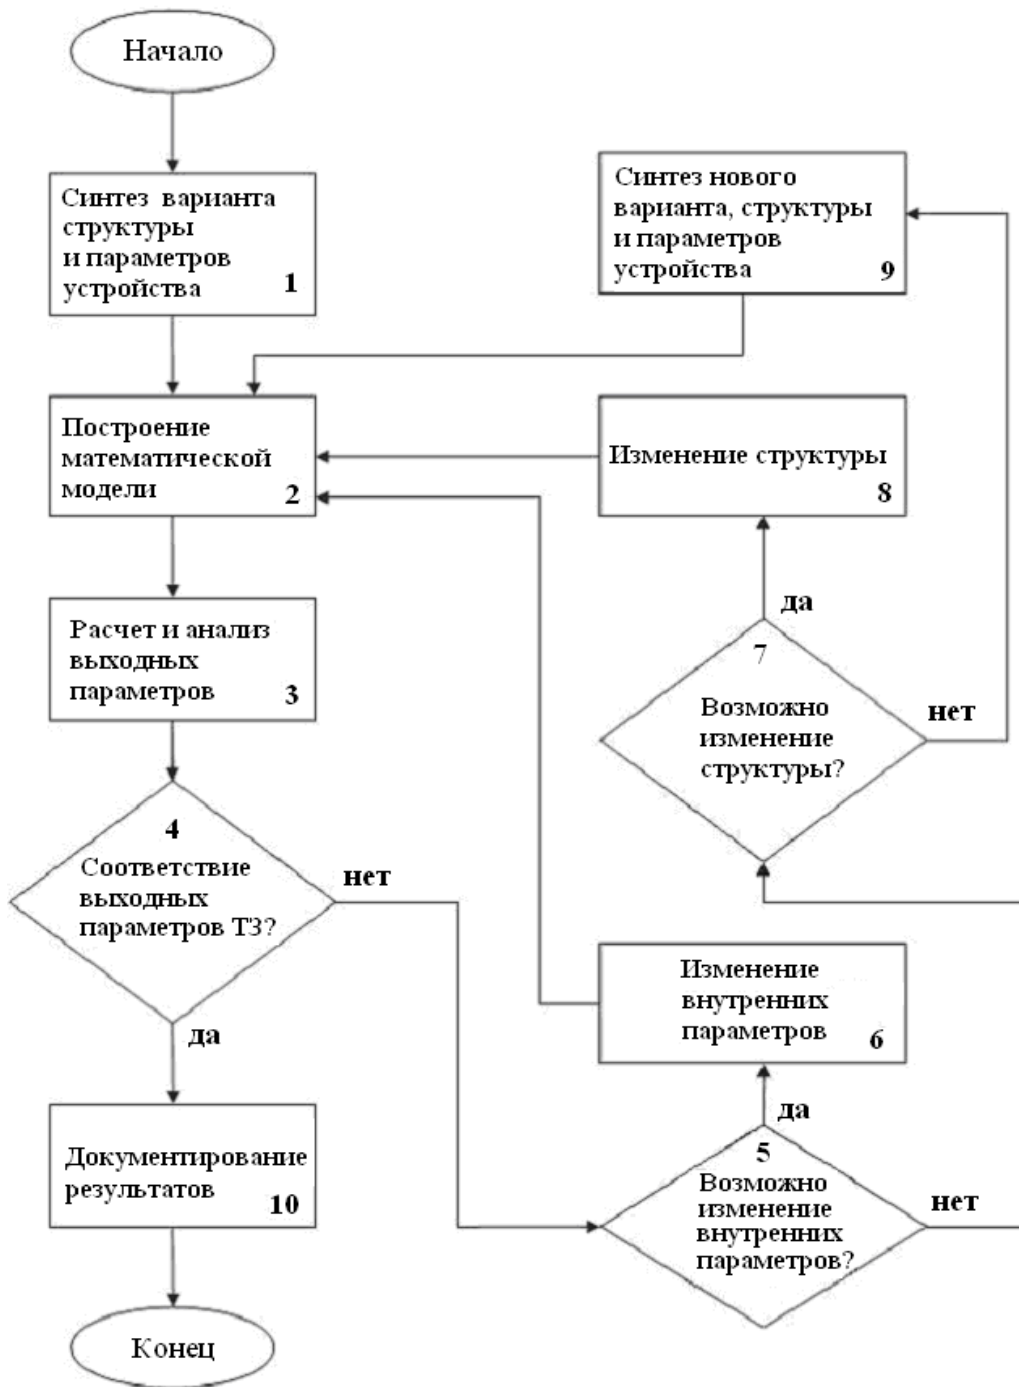 Начало
Синтез варианта
структуры
и параметров
устройства
1
Построение
математической
модели
2
Расчет и анализ
выходных
параметров
3
4
Соответствие
выходных
параметров ТЗ?
нет
да
Документирование
результатов
10
Конец
Синтез нового
варианта, структуры
и параметров
устройства
9
Изменение структуры
8
да
7
Возможно
изменение
структуры?
нет
Изменение
внутренних
параметров
6
да
5
Возможно
изменение
внутренних
параметров?
нет